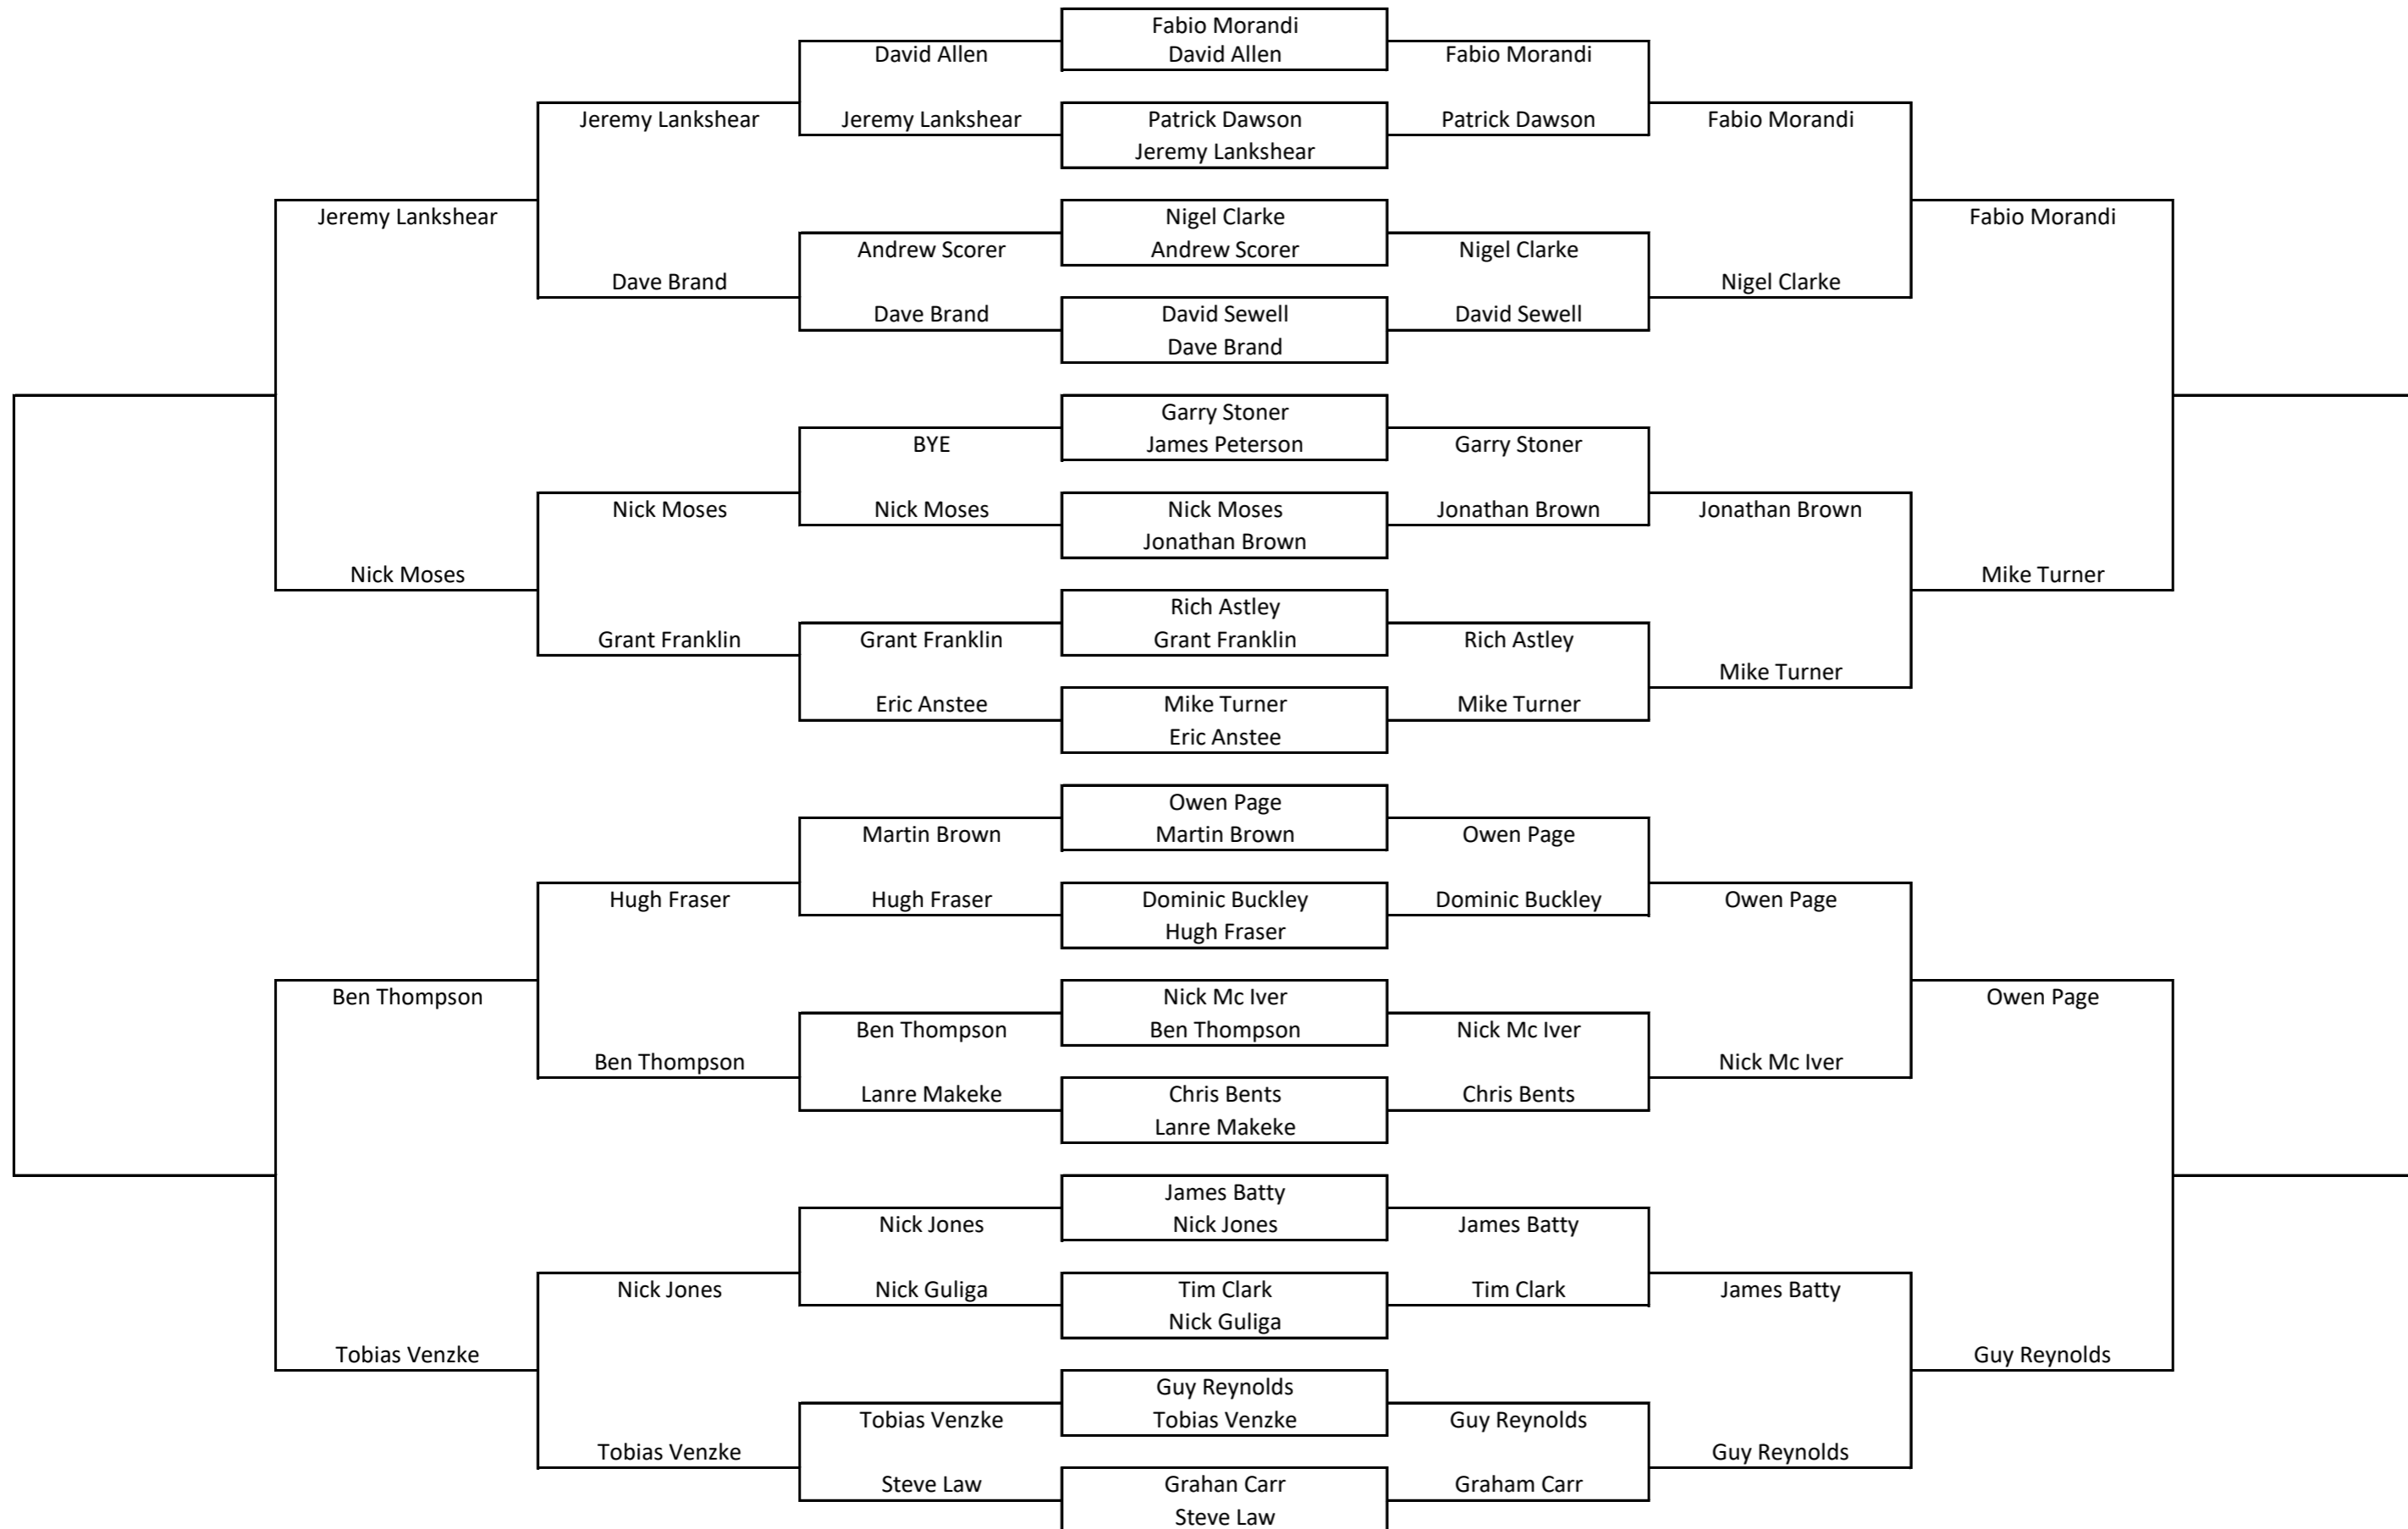 Fabio Morandi
David Allen David Allen Fabio Morandi
Jeremy Lankshear Jeremy Lankshear Patrick Dawson Patrick Dawson Fabio Morandi
Jeremy Lankshear
Jeremy Lankshear Nigel Clarke Fabio Morandi
Andrew Scorer Andrew Scorer Nigel Clarke
Dave Brand Nigel Clarke
Dave Brand David Sewell David Sewell
Dave Brand
Garry Stoner
BYE James Peterson Garry Stoner
Nick Moses Nick Moses Nick Moses Jonathan Brown Jonathan Brown
Jonathan Brown
Nick Moses Mike Turner
Rich Astley
Grant Franklin Grant Franklin Grant Franklin Rich Astley
Mike Turner
Eric Anstee Mike Turner Mike Turner
Eric Anstee
Owen Page
Martin Brown Martin Brown Owen Page
Hugh Fraser Hugh Fraser Dominic Buckley Dominic Buckley Owen Page
Hugh Fraser
Ben Thompson Nick Mc Iver Owen Page
Ben Thompson Ben Thompson Nick Mc Iver
Ben Thompson Nick Mc Iver
Lanre Makeke Chris Bents Chris Bents
Lanre Makeke
James Batty
Nick Jones Nick Jones James Batty
Nick Jones Nick Guliga Tim Clark Tim Clark James Batty
Nick Guliga
Tobias Venzke Guy Reynolds
Guy Reynolds
Tobias Venzke Tobias Venzke Guy Reynolds
Tobias Venzke Guy Reynolds
Steve Law Grahan Carr Graham Carr
Steve Law